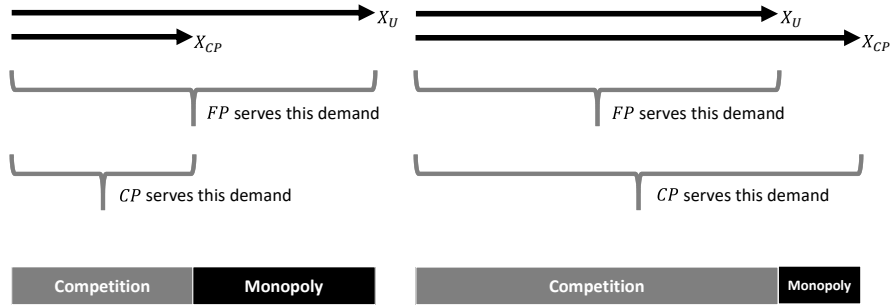 X_U
X_CP
FP serves this demand
CP serves this demand
Competition Monopoly
X_U
X_CP
FP serves this demand
CP serves this demand
Competition Monopoly